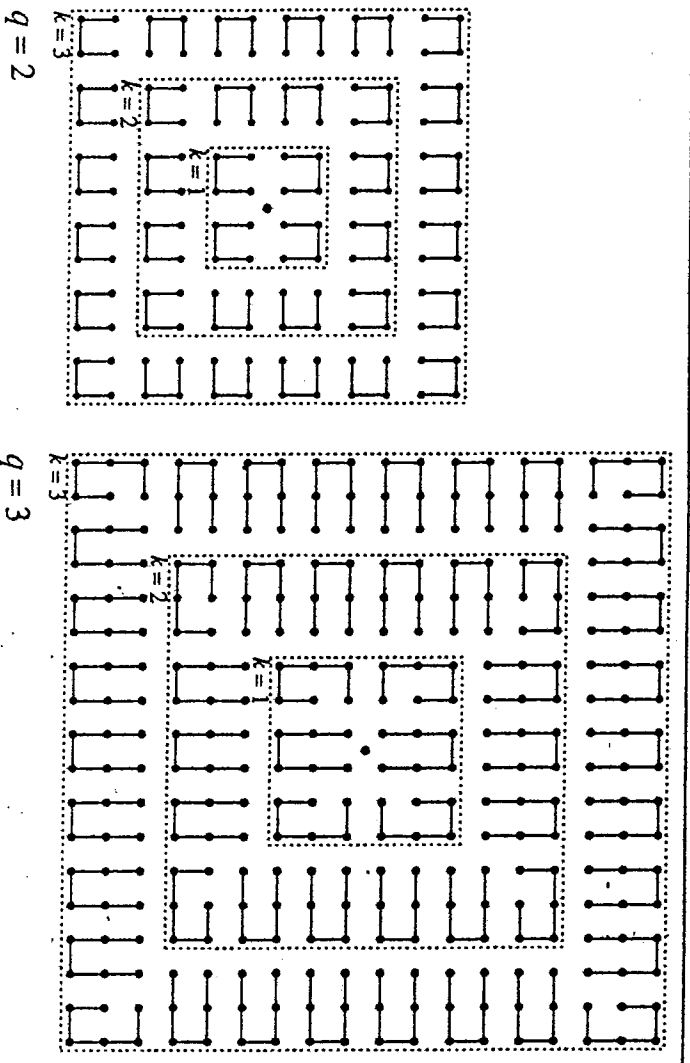 k=3
k=2
k=1
q = 2
k=3
k=2
k=1
q = 3